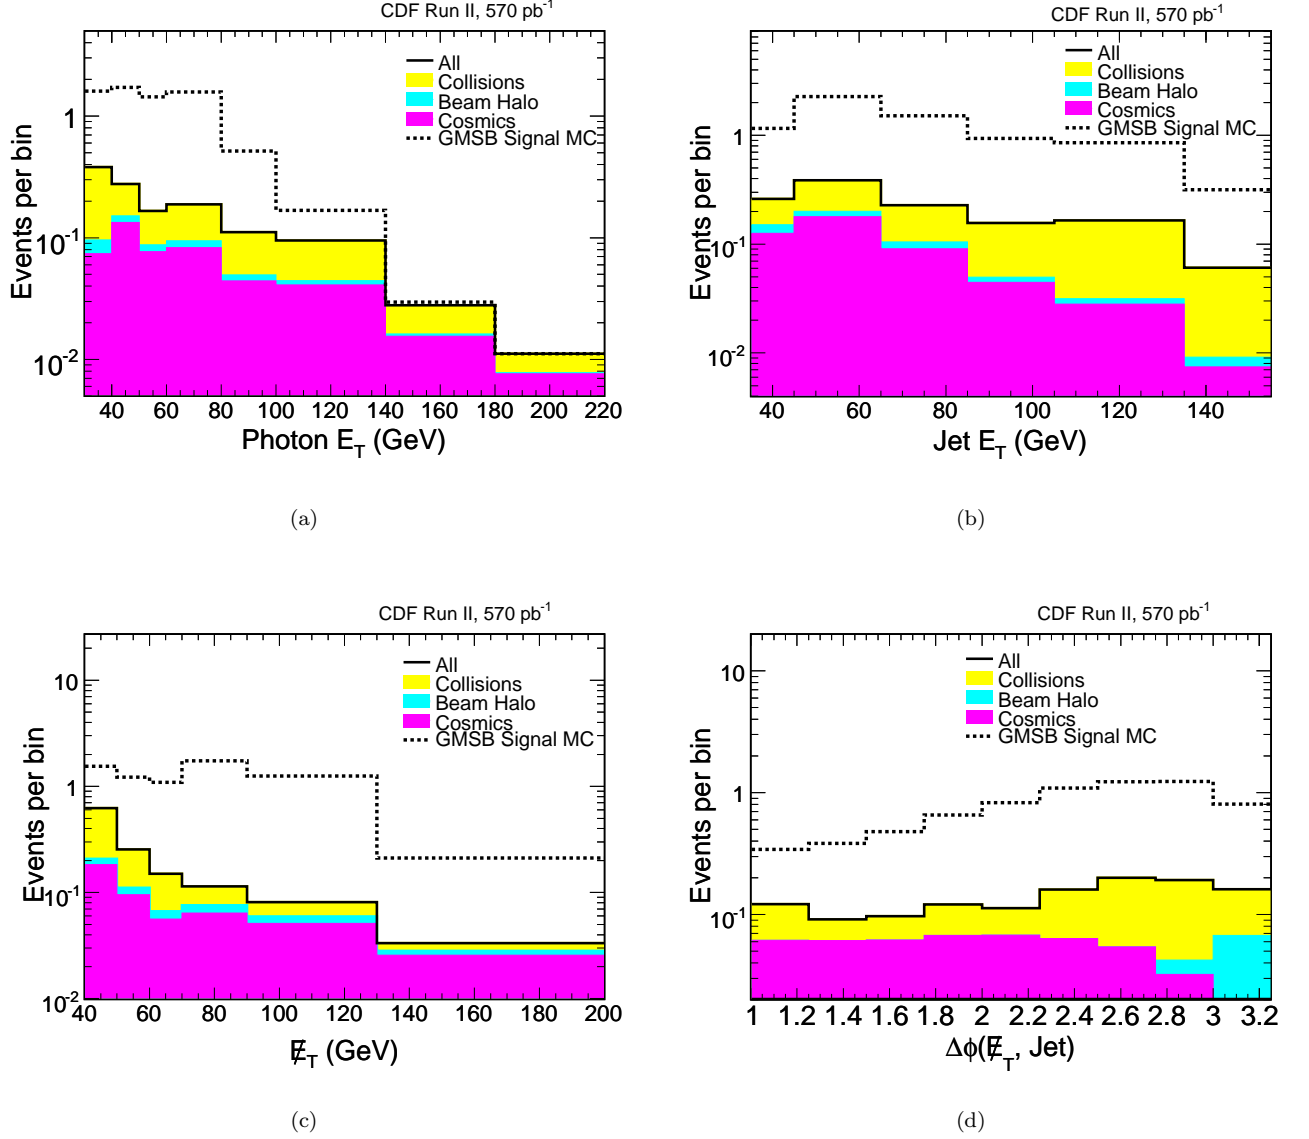 CDF Run II, 570 pb⁻¹
All
Collisions
Beam Halo
Cosmics
GMSB Signal MC
1
10⁻¹
10⁻²
Events per bin
40 60 80 100 120 140 160 180 200 220
Photon E_T (GeV)
(a)
CDF Run II, 570 pb⁻¹
All
Collisions
Beam Halo
Cosmics
GMSB Signal MC
1
10⁻¹
10⁻²
Events per bin
40 60 80 100 120 140
Jet E_T (GeV)
(b)
CDF Run II, 570 pb⁻¹
All
Collisions
Beam Halo
Cosmics
GMSB Signal MC
10
1
10⁻¹
10⁻²
Events per bin
40 60 80 100 120 140 160 180 200
E̸_T (GeV)
(c)
CDF Run II, 570 pb⁻¹
All
Collisions
Beam Halo
Cosmics
GMSB Signal MC
10
1
10⁻¹
Events per bin
1 1.2 1.4 1.6 1.8 2 2.2 2.4 2.6 2.8 3 3.2
Δϕ(E̸_T, Jet)
(d)